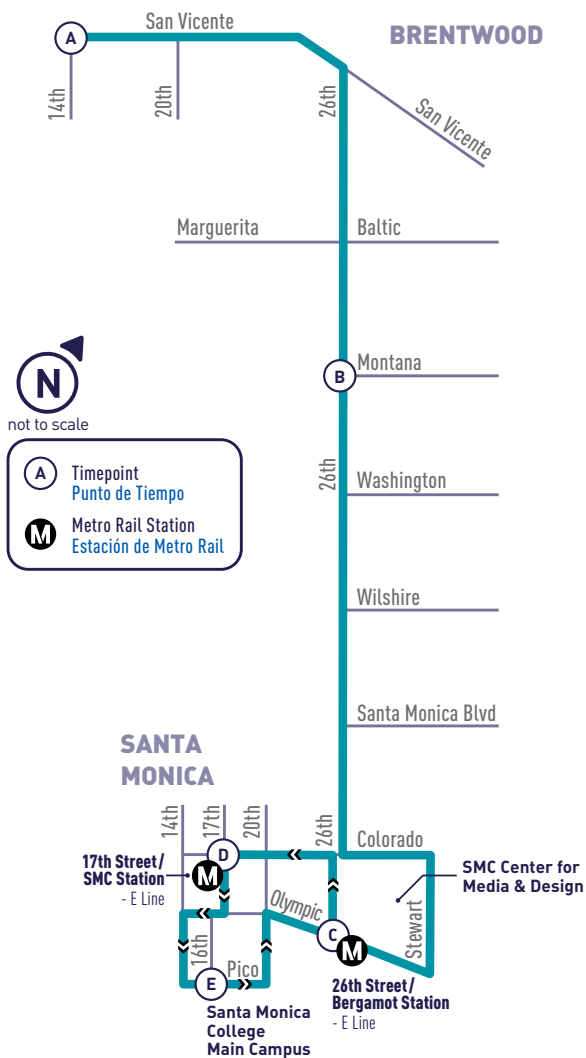 San Vicente
BRENTWOOD
A
14th
20th
26th
San Vicente
Marguerita
Baltic
N
not to scale
B
Montana
A
Timepoint
Punto de Tiempo
M
Metro Rail Station
Estación de Metro Rail
26th
Washington
Wilshire
Santa Monica Blvd
SANTA
MONICA
14th
17th
20th
26th
Colorado
D
17th Street/
SMC Station
- E Line
M
SMC Center for
Media & Design
Olympic
Stewart
C
M
16th
Pico
E
26th Street/
Bergamot Station
- E Line
Santa Monica
College
Main Campus